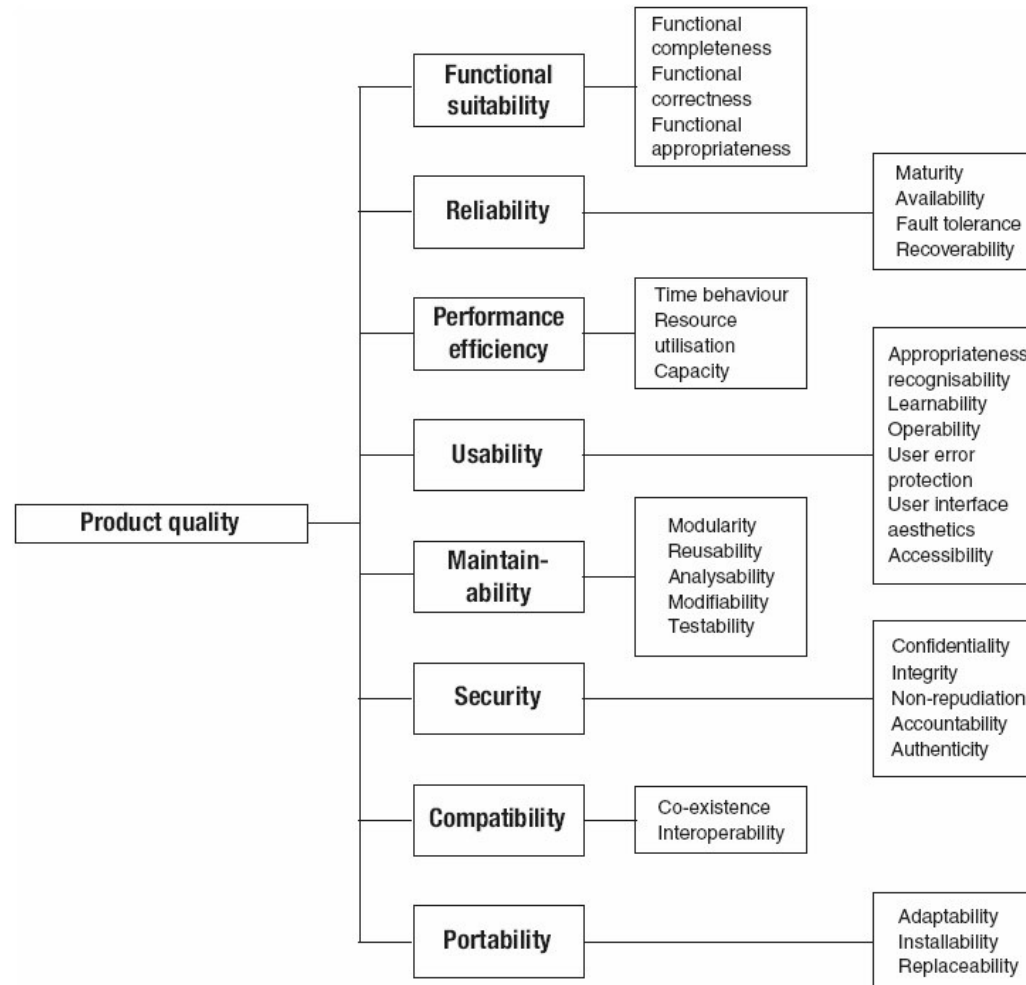 Product quality
Functional
suitability
Functional
completeness
Functional
correctness
Functional
appropriateness
Reliability
Maturity
Availability
Fault tolerance
Recoverability
Performance
efficiency
Time behaviour
Resource
utilisation
Capacity
Usability
Appropriateness
recognisability
Learnability
Operability
User error
protection
User interface
aesthetics
Accessibility
Maintain-
ability
Modularity
Reusability
Analysability
Modifiability
Testability
Security
Confidentiality
Integrity
Non-repudiation
Accountability
Authenticity
Compatibility
Co-existence
Interoperability
Portability
Adaptability
Installability
Replaceability